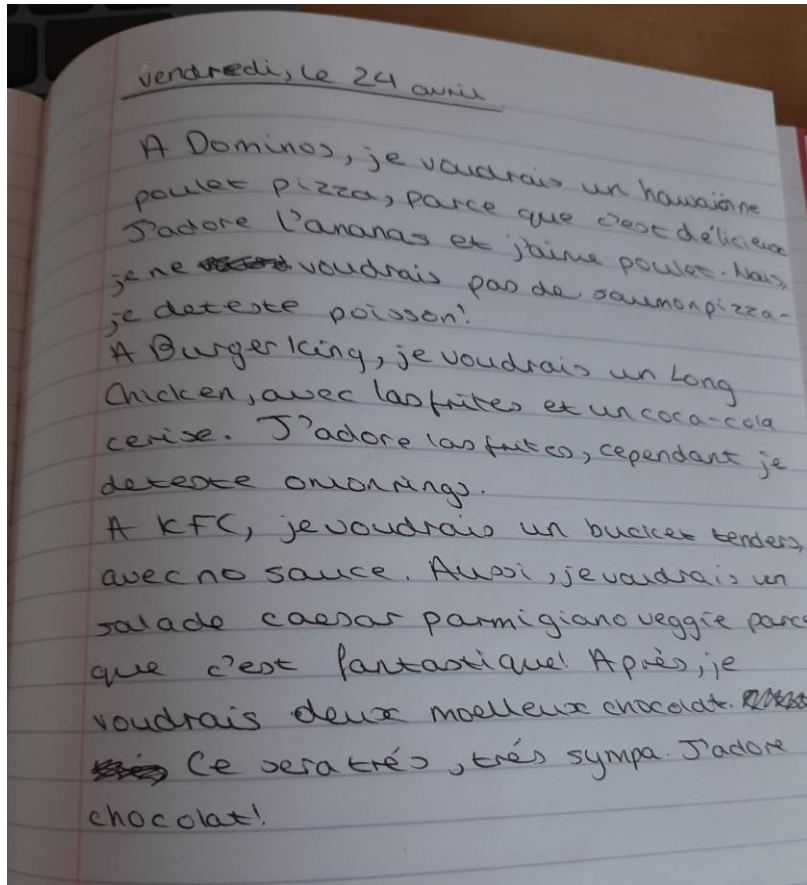 vendredi, le 24 avril
A Dominos, je voudrais un hawaiönne
poulet pizza, parce que c'est délicieux
J'adore l'ananas et j'aime poulet. Mais,
je ne voudrais pas de saumon pizza-
je deteste poisson!
A Burger King, je voudrais un Long
Chicken, avec las frites et un coca-cola
cerise. J'adore las frites, cependant je
deteste onion rings.
A KFC, je voudrais un bucket tenders,
avec no sauce. Aussi, je voudrais un
salade caesar parmigiano veggie parce
que c'est fantastique! Après, je
voudrais deux moelleux chocolat.
Ce sera trés, trés sympa. J'adore
chocolat!